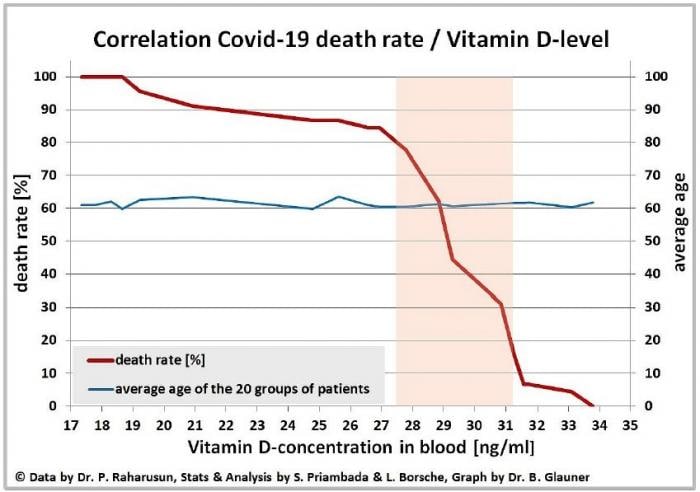 Correlation Covid-19 death rate / Vitamin D-level
100
90
80
70
60
50
40
30
20
10
0
death rate [%]
100
90
80
70
60
50
40
30
20
10
0
average age
death rate [%]
average age of the 20 groups of patients
17 18 19 20 21 22 23 24 25 26 27 28 29 30 31 32 33 34 35
Vitamin D-concentration in blood [ng/ml]
© Data by Dr. P. Raharusun, Stats & Analysis by S. Priambada & L. Borsche, Graph by Dr. B. Glauner